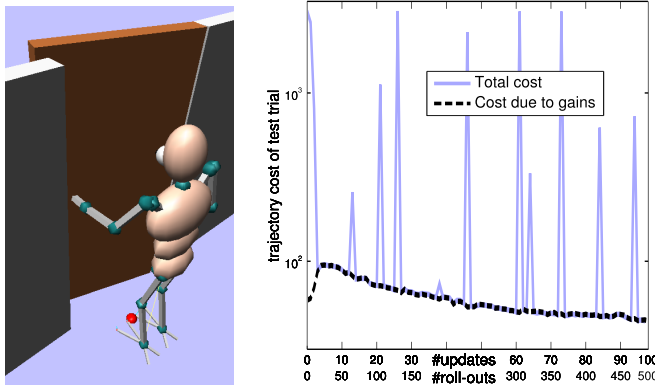 trajectory cost of test trial
10³
10²
Total cost
Cost due to gains
0 10 20 30 #updates 60 70 80 90 100
0 50 100 150 #roll-outs 300 350 400 450 500